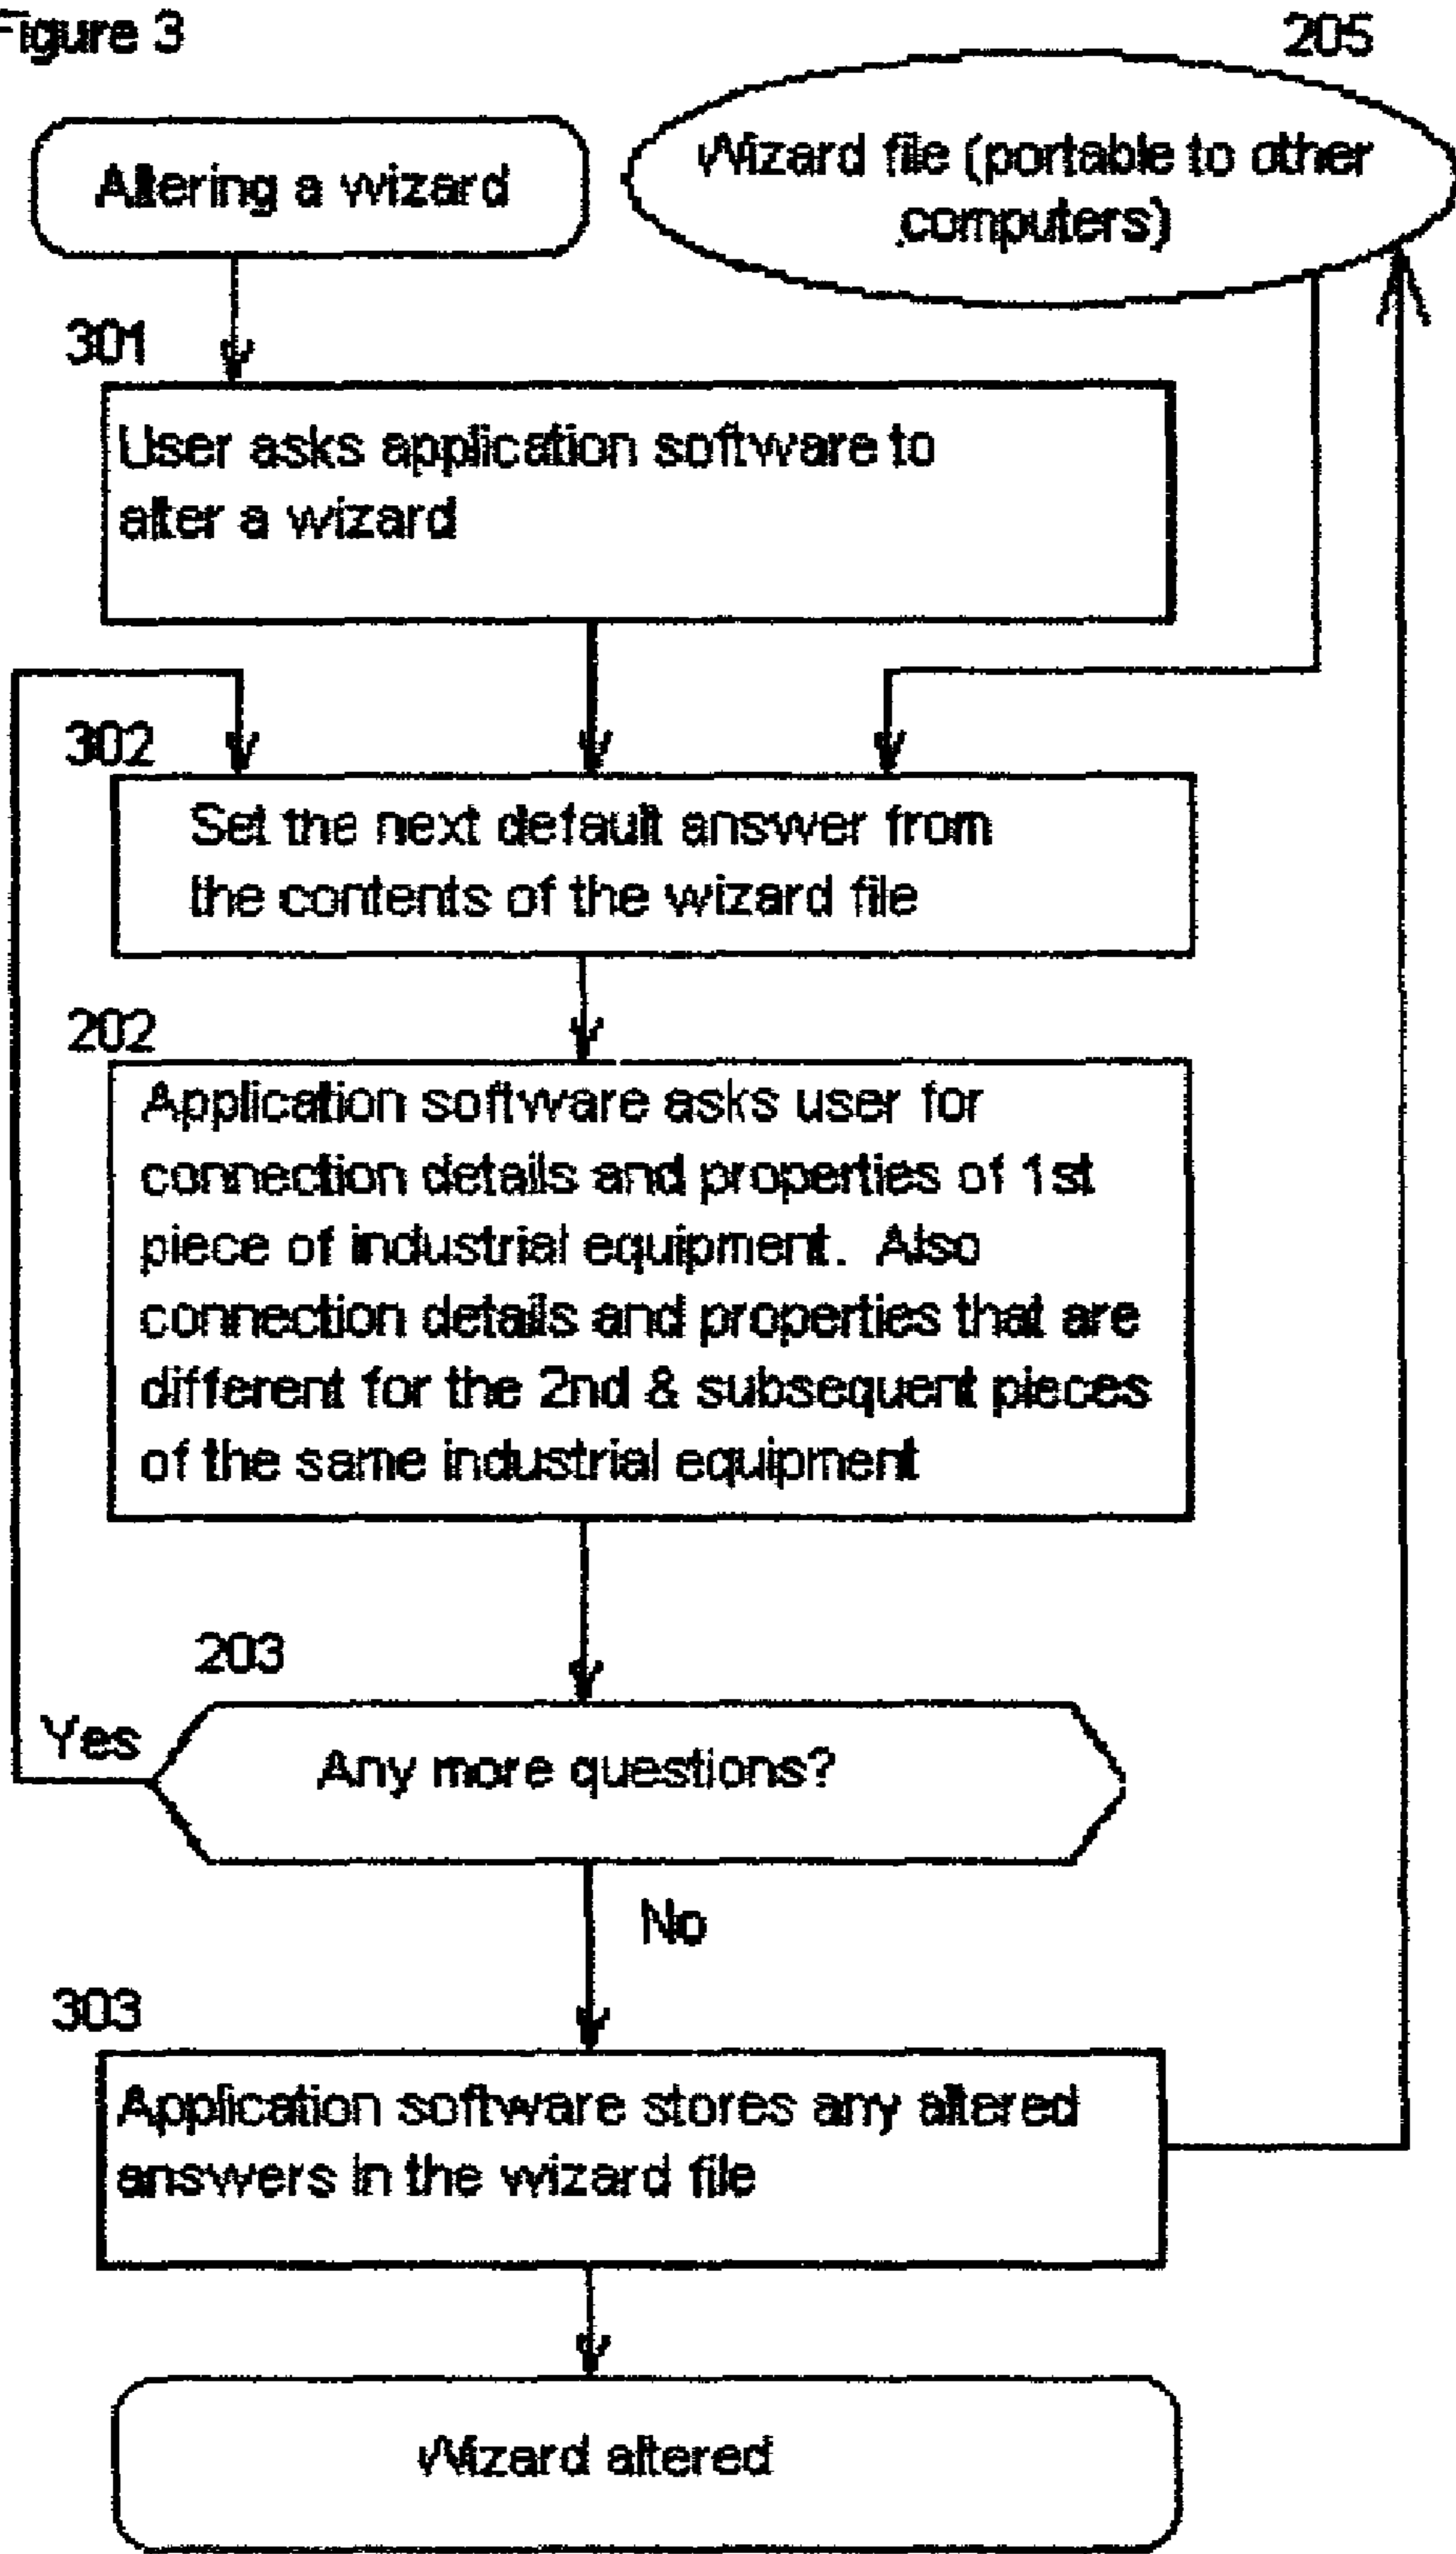 Figure 3
205
Altering a wizard
Wizard file (portable to other
computers)
301
User asks application software to
alter a wizard
302
Set the next default answer from
the contents of the wizard file
202
Application software asks user for
connection details and properties of 1st
piece of industrial equipment. Also
connection details and properties that are
different for the 2nd & subsequent pieces
of the same industrial equipment
203
Yes
Any more questions?
No
303
Application software stores any altered
answers in the wizard file
Wizard altered